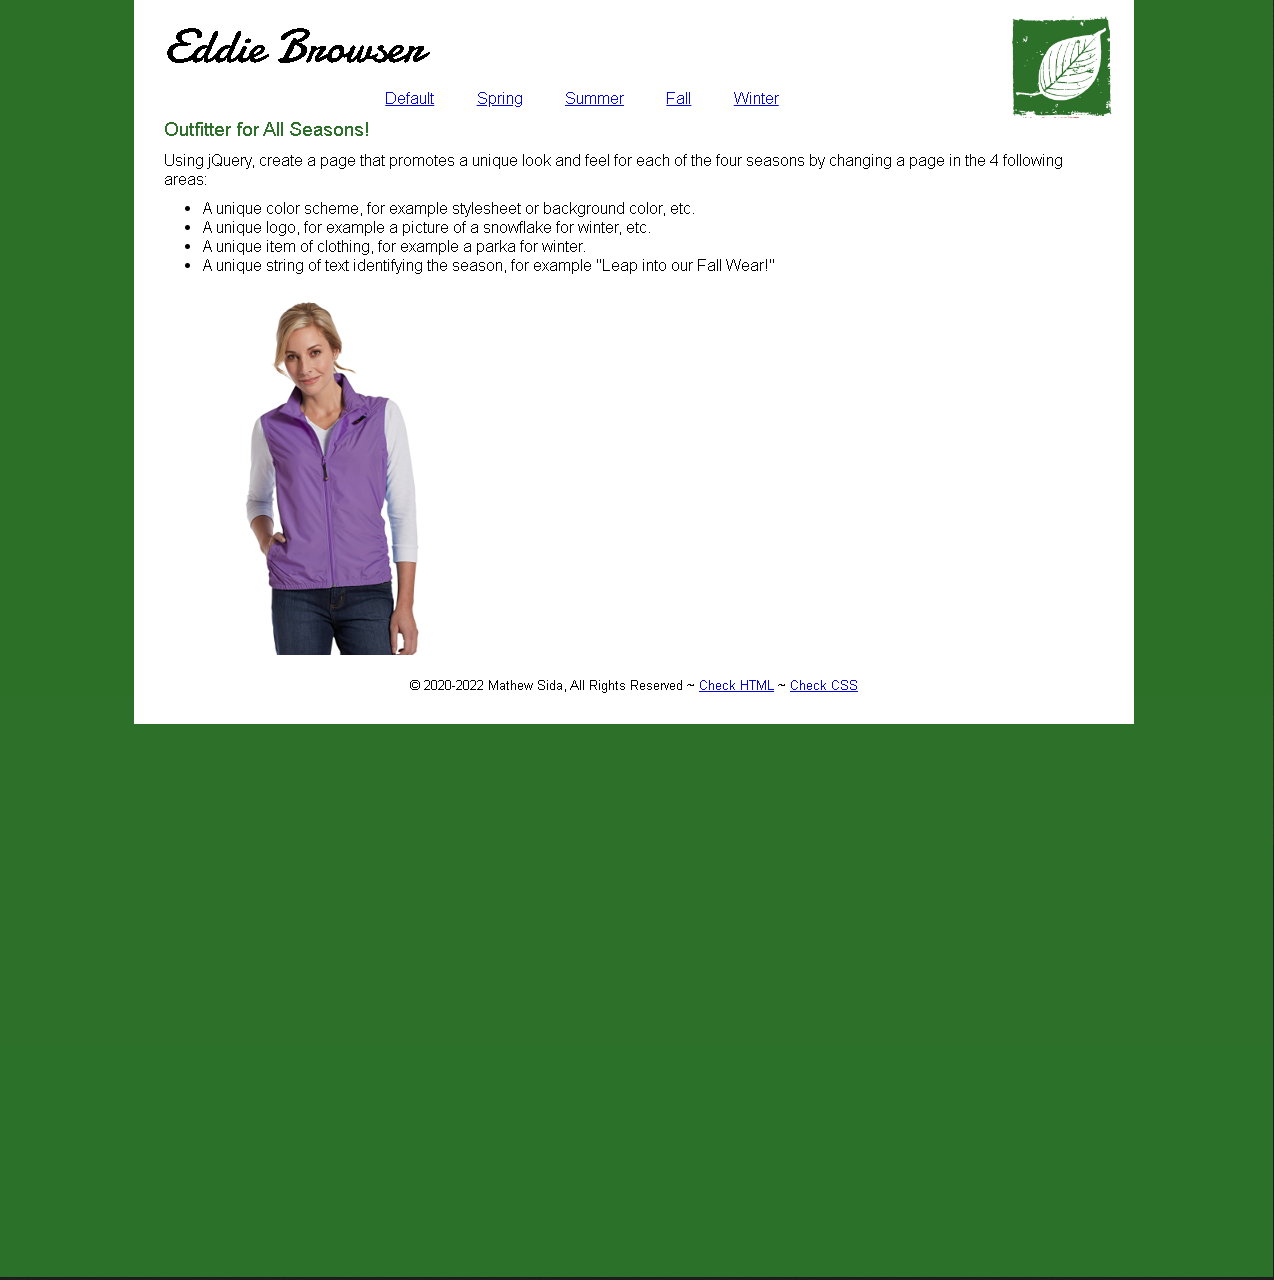 Eddie Browser
Default Spring Summer Fall Winter
Outfitter for All Seasons!
Using jQuery, create a page that promotes a unique look and feel for each of the four seasons by changing a page in the 4 following
areas:
• A unique color scheme, for example stylesheet or background color, etc.
• A unique logo, for example a picture of a snowflake for winter, etc.
• A unique item of clothing, for example a parka for winter.
• A unique string of text identifying the season, for example "Leap into our Fall Wear!"
© 2020-2022 Mathew Sida, All Rights Reserved ~ Check HTML ~ Check CSS